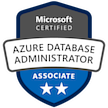 Microsoft
CERTIFIED
AZURE DATABASE
ADMINISTRATOR
ASSOCIATE